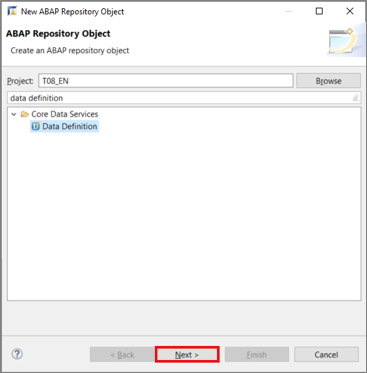 New ABAP Repository Object
ABAP Repository Object
Create an ABAP repository object
Project: T08_EN Browse
data definition
Core Data Services
Data Definition
? < Back Next > Finish Cancel